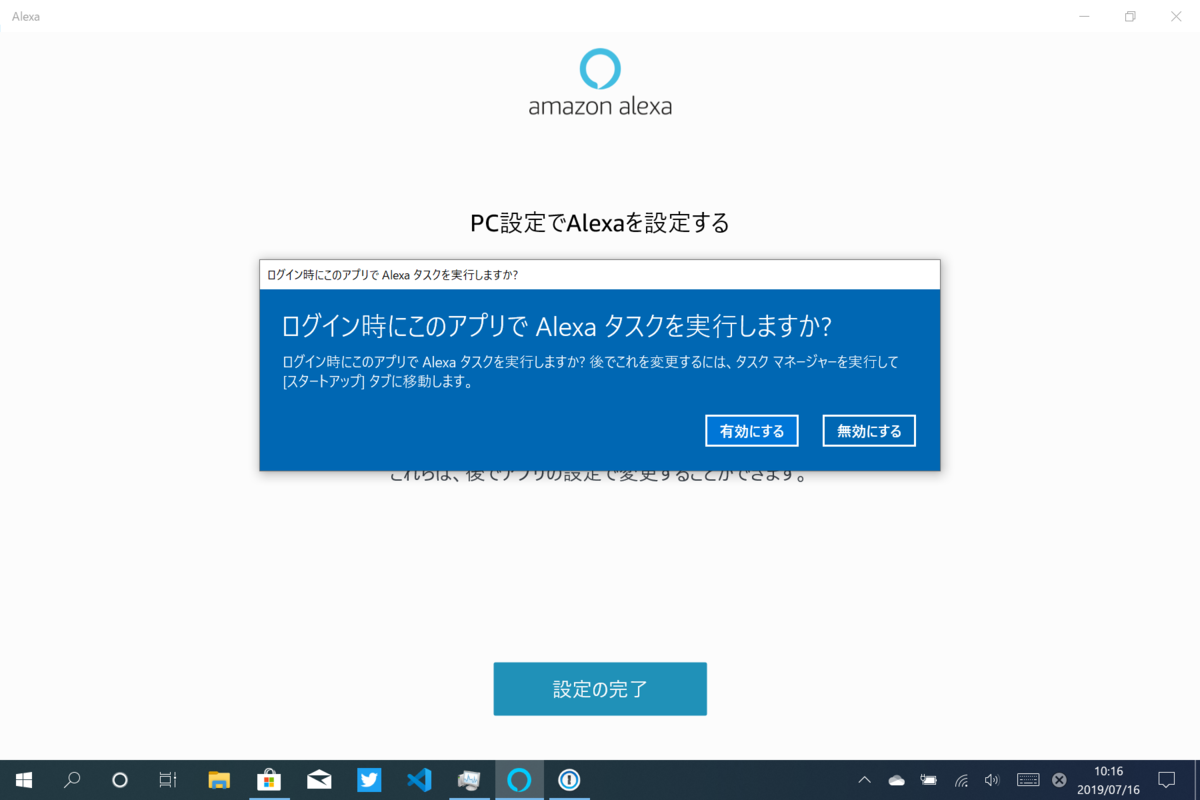 Alexa
amazon alexa
PC設定でAlexaを設定する
ログイン時にこのアプリで Alexa タスクを実行しますか?
ログイン時にこのアプリで Alexa タスクを実行しますか?
ログイン時にこのアプリで Alexa タスクを実行しますか? 後でこれを変更するには、タスク マネージャーを実行して
[スタートアップ] タブに移動します。
有効にする
無効にする
これらは、後でアプリの設定で変更することができます。
設定の完了
10:16
2019/07/16